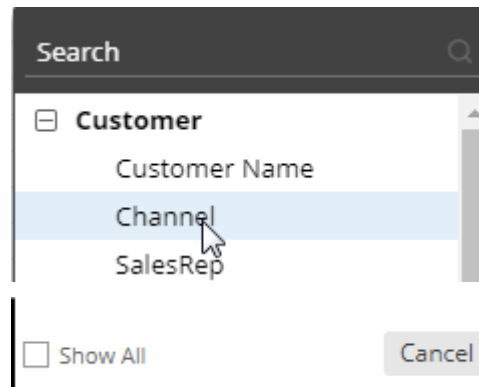 Search
Customer
Customer Name
Channel
SalesRep
Show All
Cancel